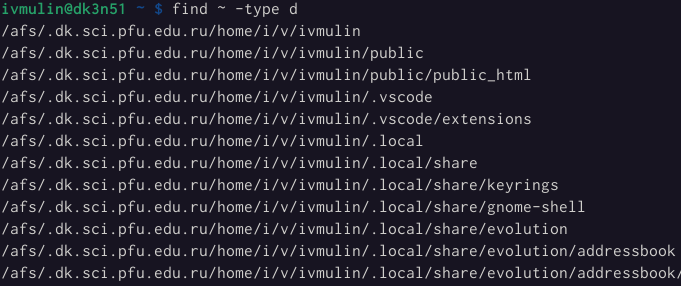 ivmulin@dk3n51 ~ $ find ~ -type d
/afs/.dk.sci.pfu.edu.ru/home/i/v/ivmulin
/afs/.dk.sci.pfu.edu.ru/home/i/v/ivmulin/public
/afs/.dk.sci.pfu.edu.ru/home/i/v/ivmulin/public/public_html
/afs/.dk.sci.pfu.edu.ru/home/i/v/ivmulin/.vscode
/afs/.dk.sci.pfu.edu.ru/home/i/v/ivmulin/.vscode/extensions
/afs/.dk.sci.pfu.edu.ru/home/i/v/ivmulin/.local
/afs/.dk.sci.pfu.edu.ru/home/i/v/ivmulin/.local/share
/afs/.dk.sci.pfu.edu.ru/home/i/v/ivmulin/.local/share/keyrings
/afs/.dk.sci.pfu.edu.ru/home/i/v/ivmulin/.local/share/gnome-shell
/afs/.dk.sci.pfu.edu.ru/home/i/v/ivmulin/.local/share/evolution
/afs/.dk.sci.pfu.edu.ru/home/i/v/ivmulin/.local/share/evolution/addressbook
/afs/.dk.sci.pfu.edu.ru/home/i/v/ivmulin/.local/share/evolution/addressbook/